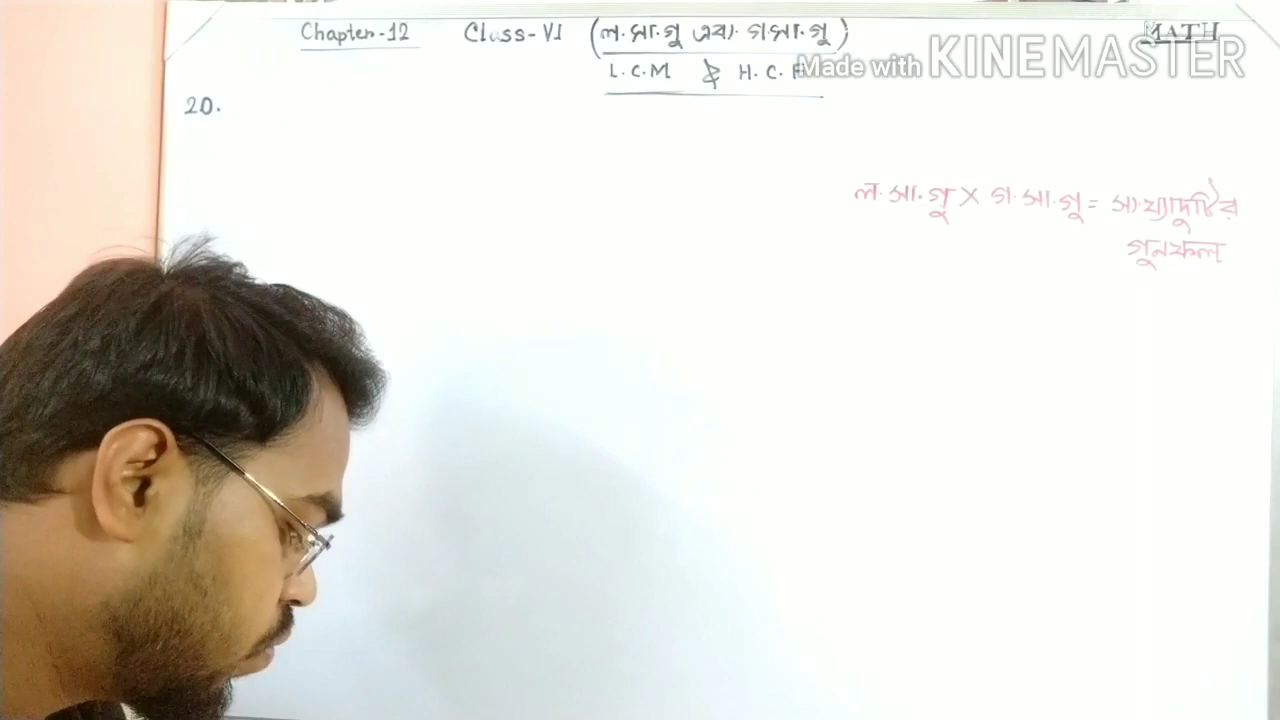 Chapter-12 Class-VI (ল.সা.গু এবং গ.সা.গু) MATH
L.C.M & H.C.F
Made with KINEMASTER
20.
ল.সা.গু × গ.সা.গু = সংখ্যাদুটির
গুনফল